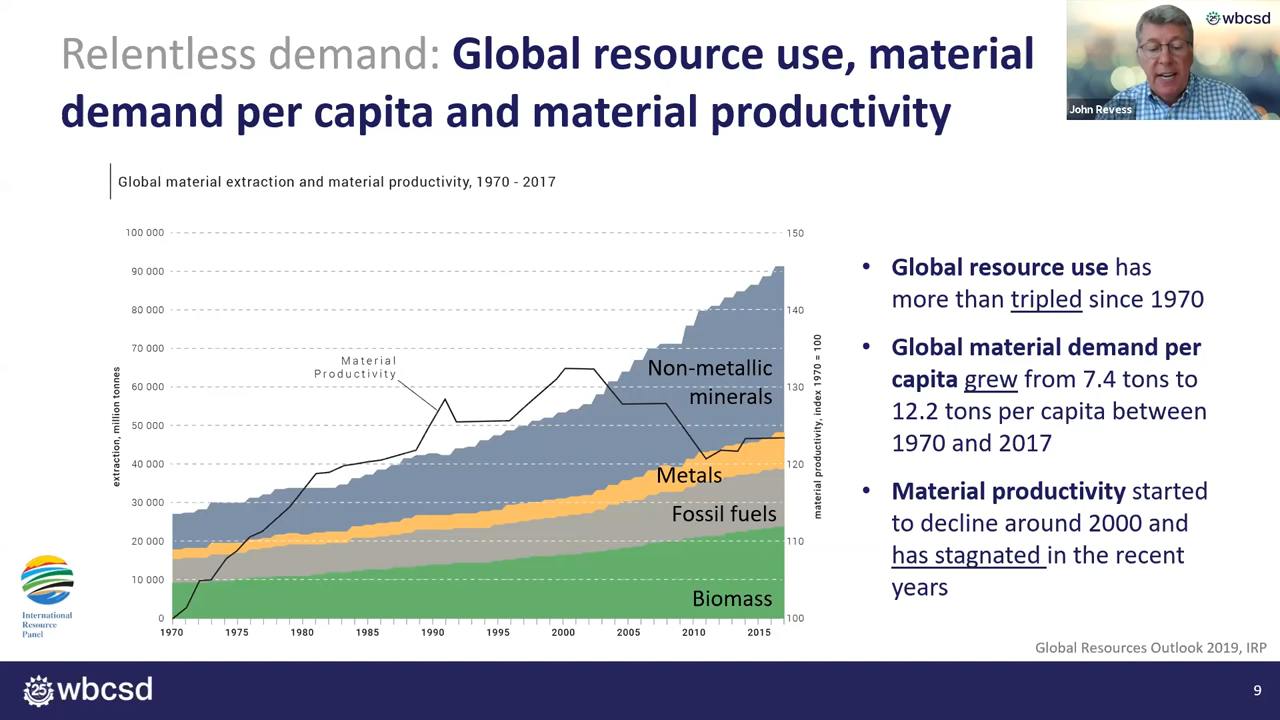 Relentless demand: Global resource use, material
demand per capita and material productivity
wbcsd
John Revess
Global material extraction and material productivity, 1970 - 2017
100 000
90 000
80 000
70 000
60 000
50 000
40 000
30 000
20 000
10 000
0
extraction, million tonnes
1970
1975
1980
1985
1990
1995
2000
2005
2010
2015
150
140
130
120
110
100
material productivity, index 1970 = 100
Material
Productivity
Non-metallic
minerals
Metals
Fossil fuels
Biomass
• Global resource use has
more than tripled since 1970
• Global material demand per
capita grew from 7.4 tons to
12.2 tons per capita between
1970 and 2017
• Material productivity started
to decline around 2000 and
has stagnated in the recent
years
International
Resource
Panel
Global Resources Outlook 2019, IRP
25 wbcsd
9